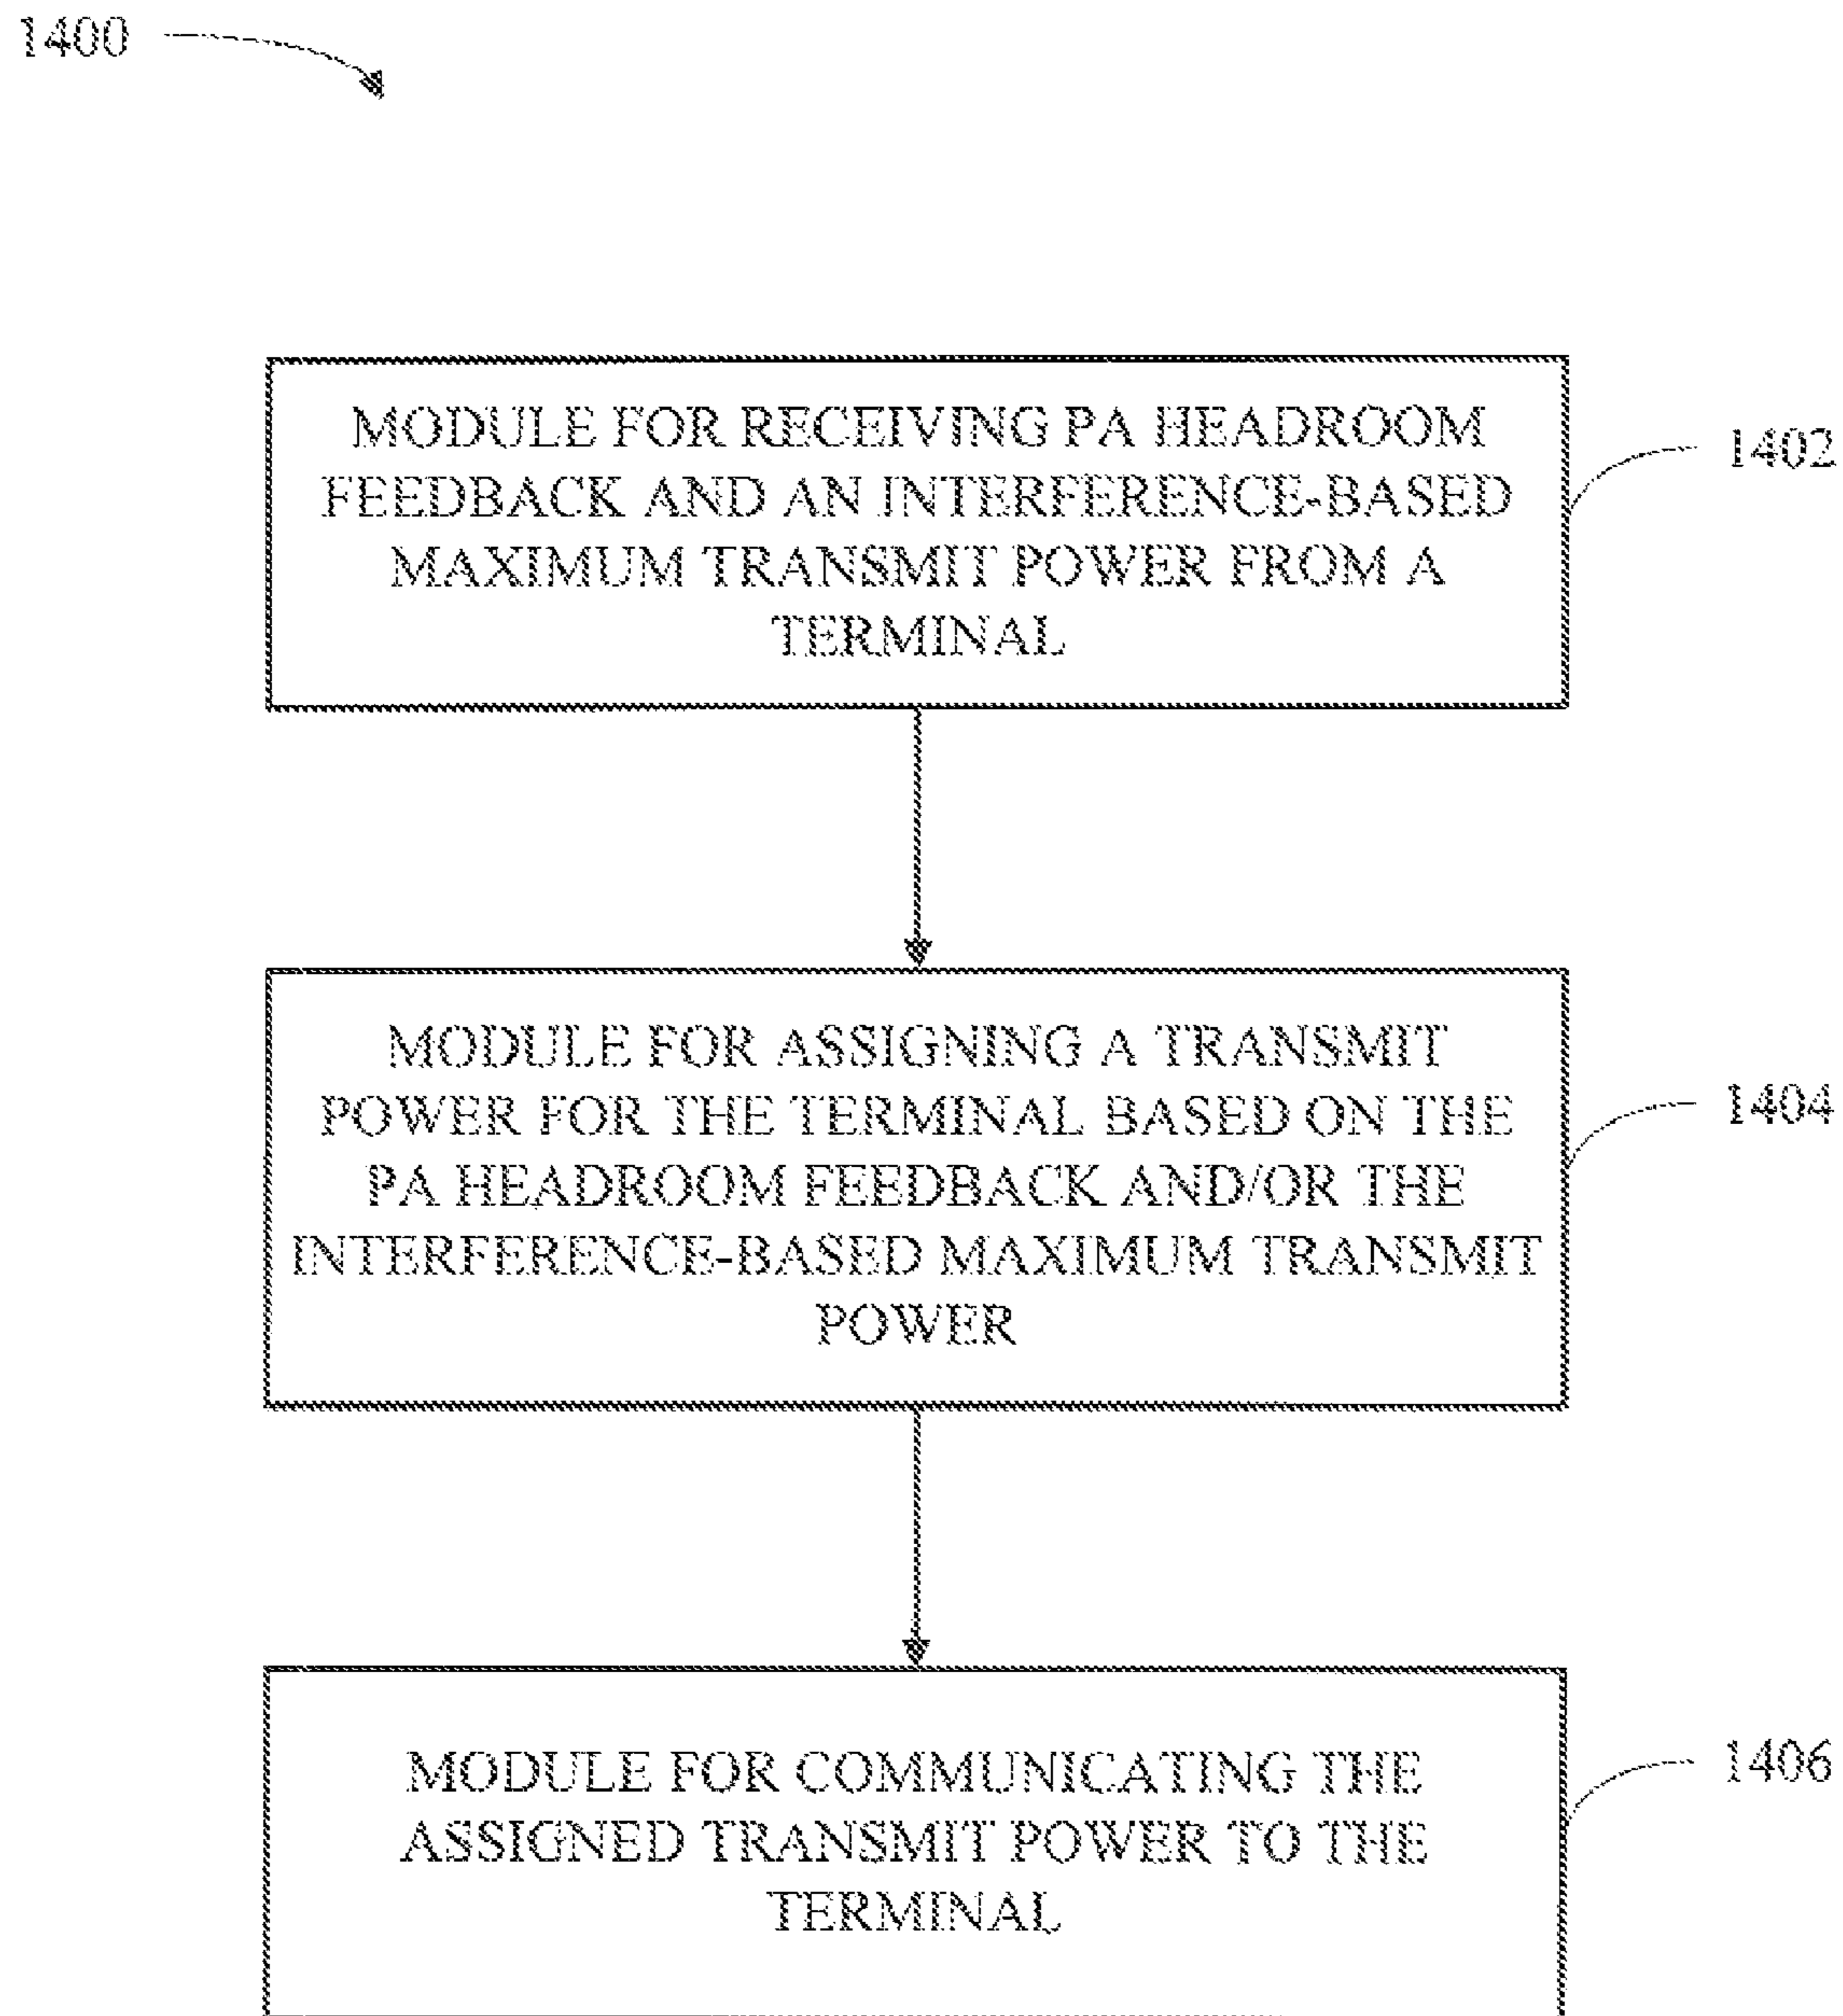 1400
MODULE FOR RECEIVING PA HEADROOM
FEEDBACK AND AN INTERFERENCE-BASED
MAXIMUM TRANSMIT POWER FROM A
TERMINAL
1402
MODULE FOR ASSIGNING A TRANSMIT
POWER FOR THE TERMINAL BASED ON THE
PA HEADROOM FEEDBACK AND/OR THE
INTERFERENCE-BASED MAXIMUM TRANSMIT
POWER
1404
MODULE FOR COMMUNICATING THE
ASSIGNED TRANSMIT POWER TO THE
TERMINAL
1406